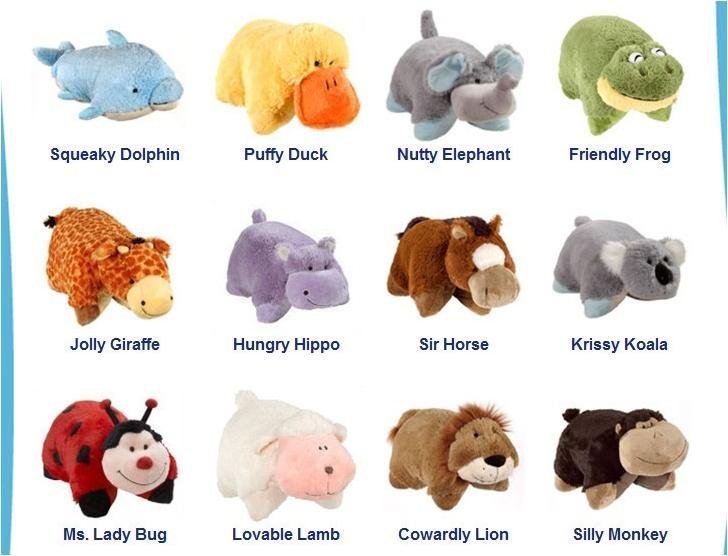 Squeaky Dolphin
Puffy Duck
Nutty Elephant
Friendly Frog
Jolly Giraffe
Hungry Hippo
Sir Horse
Krissy Koala
Ms. Lady Bug
Lovable Lamb
Cowardly Lion
Silly Monkey